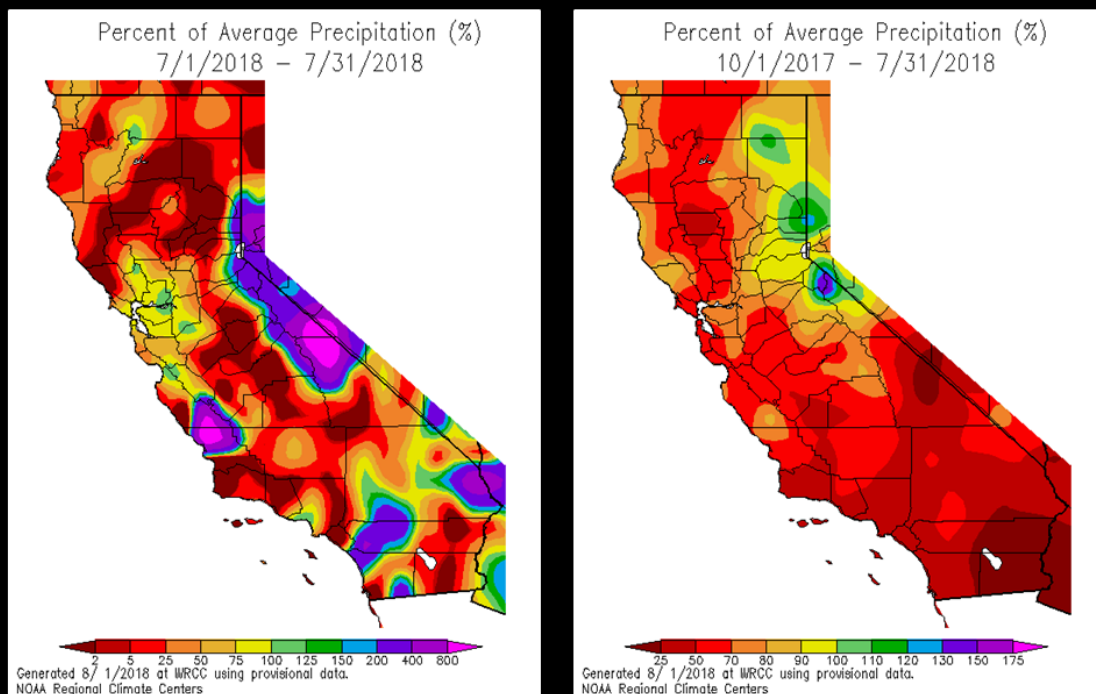 Percent of Average Precipitation (%)
7/1/2018 – 7/31/2018
2 5 25 50 75 100 125 150 200 400 800
Generated 8/ 1/2018 at WRCC using provisional data.
NOAA Regional Climate Centers
Percent of Average Precipitation (%)
10/1/2017 – 7/31/2018
25 50 70 80 90 100 110 120 130 150 175
Generated 8/ 1/2018 at WRCC using provisional data.
NOAA Regional Climate Centers